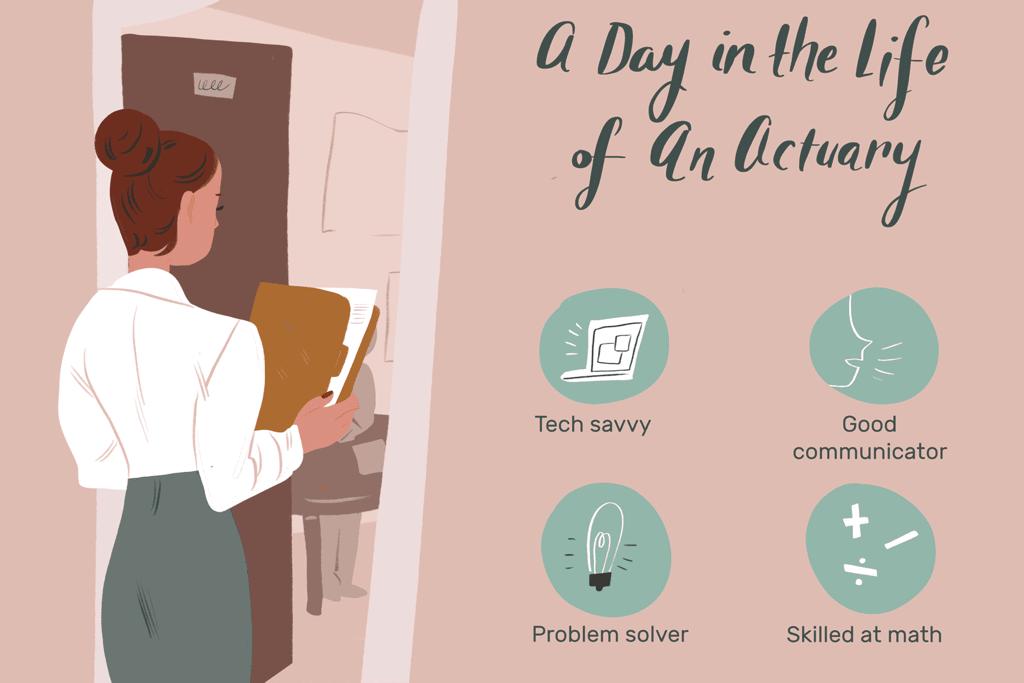 A Day in the Life
of An Actuary
Tech savvy
Good
communicator
Problem solver
Skilled at math